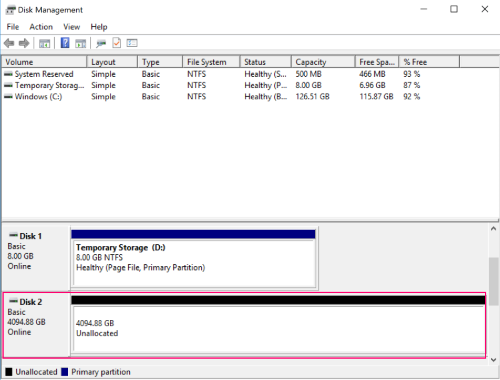 Disk Management
File Action View Help
Volume Layout Type File System Status Capacity Free Spa... % Free
System Reserved Simple Basic NTFS Healthy (S... 500 MB 466 MB 93 %
Temporary Storag... Simple Basic NTFS Healthy (P... 8.00 GB 6.96 GB 87 %
Windows (C:) Simple Basic NTFS Healthy (B... 126.51 GB 115.87 GB 92 %
Disk 1
Basic
8.00 GB
Online
Temporary Storage (D:)
8.00 GB NTFS
Healthy (Page File, Primary Partition)
Disk 2
Basic
4094.88 GB
Online
4094.88 GB
Unallocated
Unallocated Primary partition